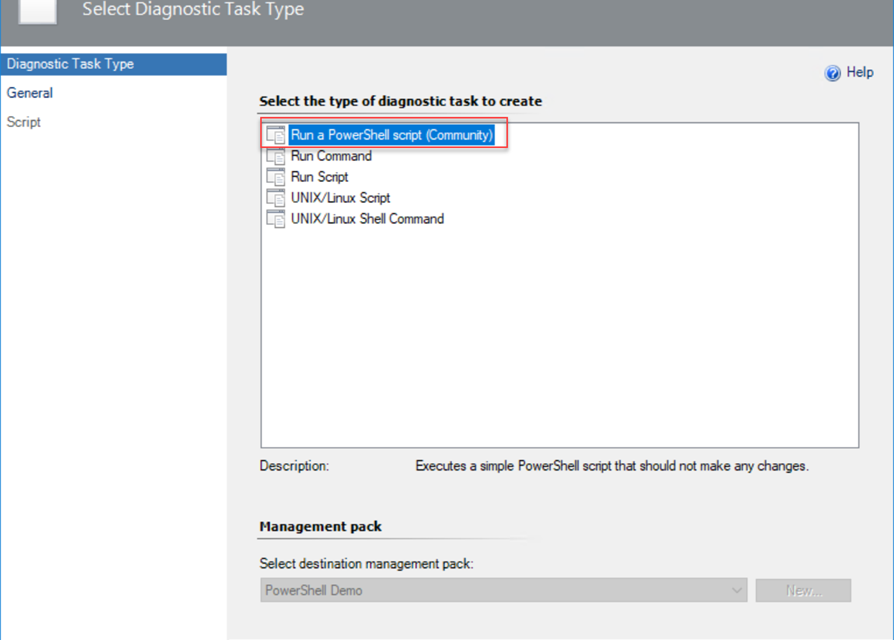 Select Diagnostic Task Type
Diagnostic Task Type
General
Script
Help
Select the type of diagnostic task to create
Run a PowerShell script (Community)
Run Command
Run Script
UNIX/Linux Script
UNIX/Linux Shell Command
Description: Executes a simple PowerShell script that should not make any changes.
Management pack
Select destination management pack:
PowerShell Demo New...